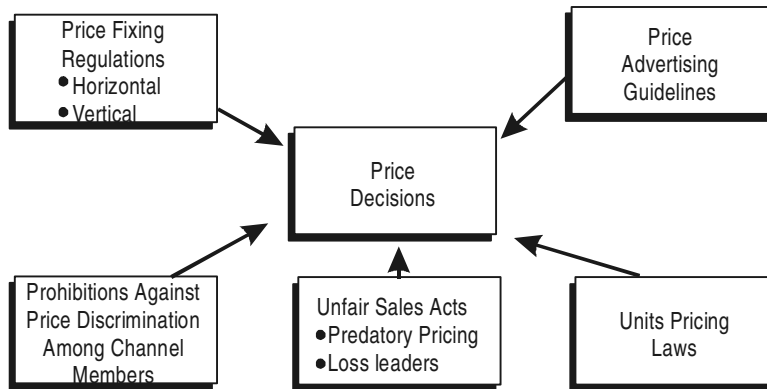 Price Fixing
Regulations
● Horizontal
● Vertical
Price
Advertising
Guidelines
Price
Decisions
Prohibitions Against
Price Discrimination
Among Channel
Members
Unfair Sales Acts
● Predatory Pricing
● Loss leaders
Units Pricing
Laws